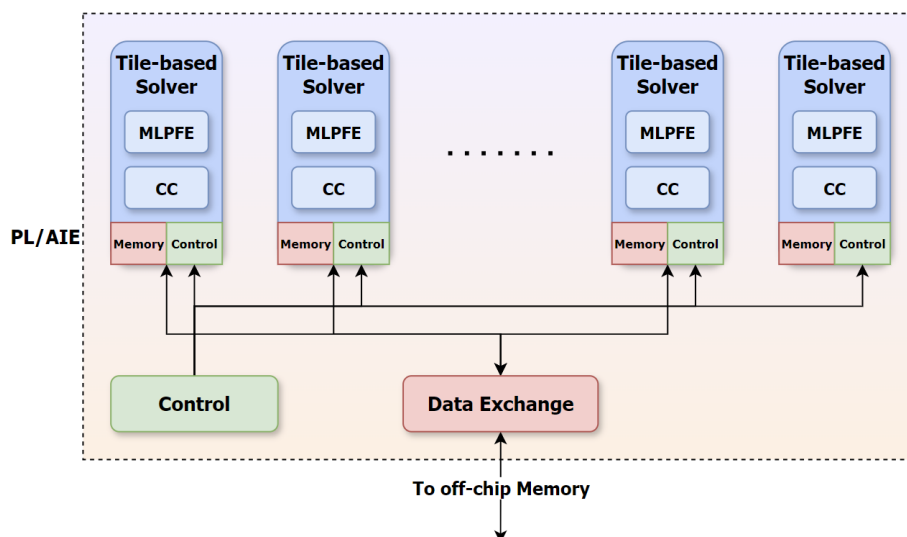 Tile-based
Solver
MLPFE
CC
Memory
Control
Tile-based
Solver
MLPFE
CC
Memory
Control
.......
Tile-based
Solver
MLPFE
CC
Memory
Control
Tile-based
Solver
MLPFE
CC
Memory
Control
PL/AIE
Control
Data Exchange
To off-chip Memory